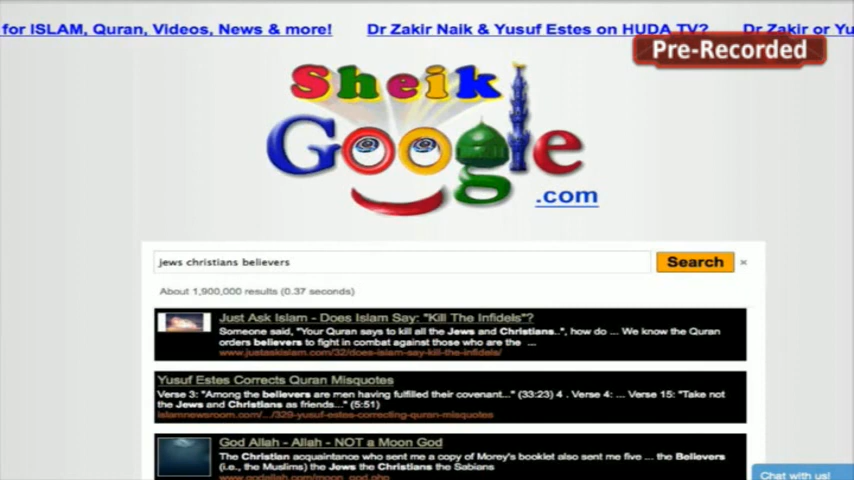 for ISLAM, Quran, Videos, News & more! Dr Zakir Naik & Yusuf Estes on HUDA TV? Dr Zakir or Yu
Pre-Recorded
Sheik
Google
.com
jews christians believers
Search ×
About 1,900,000 results (0.37 seconds)
Just Ask Islam - Does Islam Say: "Kill The Infidels"?
Someone said, "Your Quran says to kill all the Jews and Christians..", how do ... We know the Quran
orders believers to fight in combat against those who are the ...
www.justaskislam.com/32/does-islam-say-kill-the-infidels/
Yusuf Estes Corrects Quran Misquotes
Verse 3: "Among the believers are men having fulfilled their covenant..." (33:23) 4 . Verse 4: ... Verse 15: "Take not
the Jews and Christians as friends..." (5:51)
islamnewsroom.com/.../329-yusuf-estes-correcting-quran-misquotes
God Allah - Allah - NOT a Moon God
The Christian acquaintance who sent me a copy of Morey's booklet also sent me five ... the Believers
(i.e., the Muslims) the Jews the Christians the Sabians
www.godallah.com/moon_god.php
Chat with us!